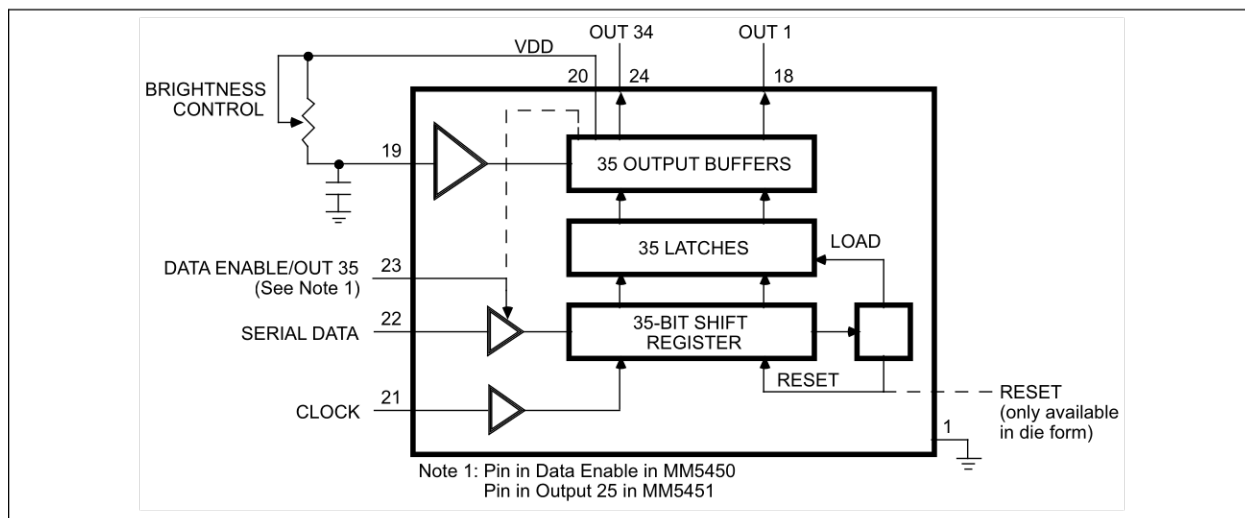 OUT 34
OUT 1
VDD
20
24
18
BRIGHTNESS
CONTROL
19
35 OUTPUT BUFFERS
35 LATCHES
LOAD
DATA ENABLE/OUT 35
23
(See Note 1)
SERIAL DATA
22
35-BIT SHIFT
REGISTER
RESET
CLOCK
21
RESET
(only available
in die form)
1
Note 1: Pin in Data Enable in MM5450
Pin in Output 25 in MM5451